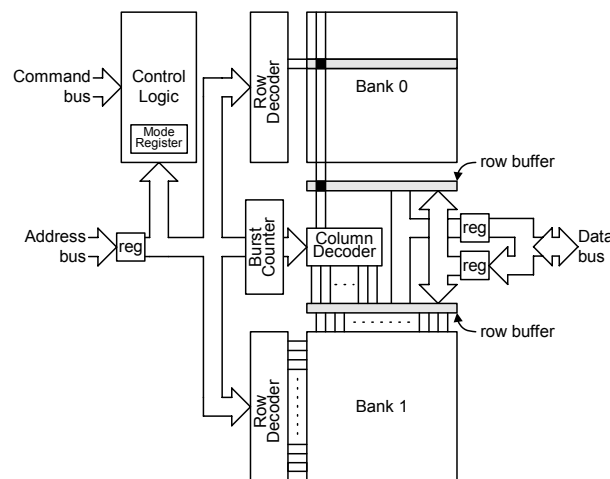 Command
bus
Control
Logic
Mode
Register
Row
Decoder
Bank 0
row buffer
Address
bus
reg
Burst
Counter
Column
Decoder
reg
reg
Data
bus
row buffer
Row
Decoder
Bank 1